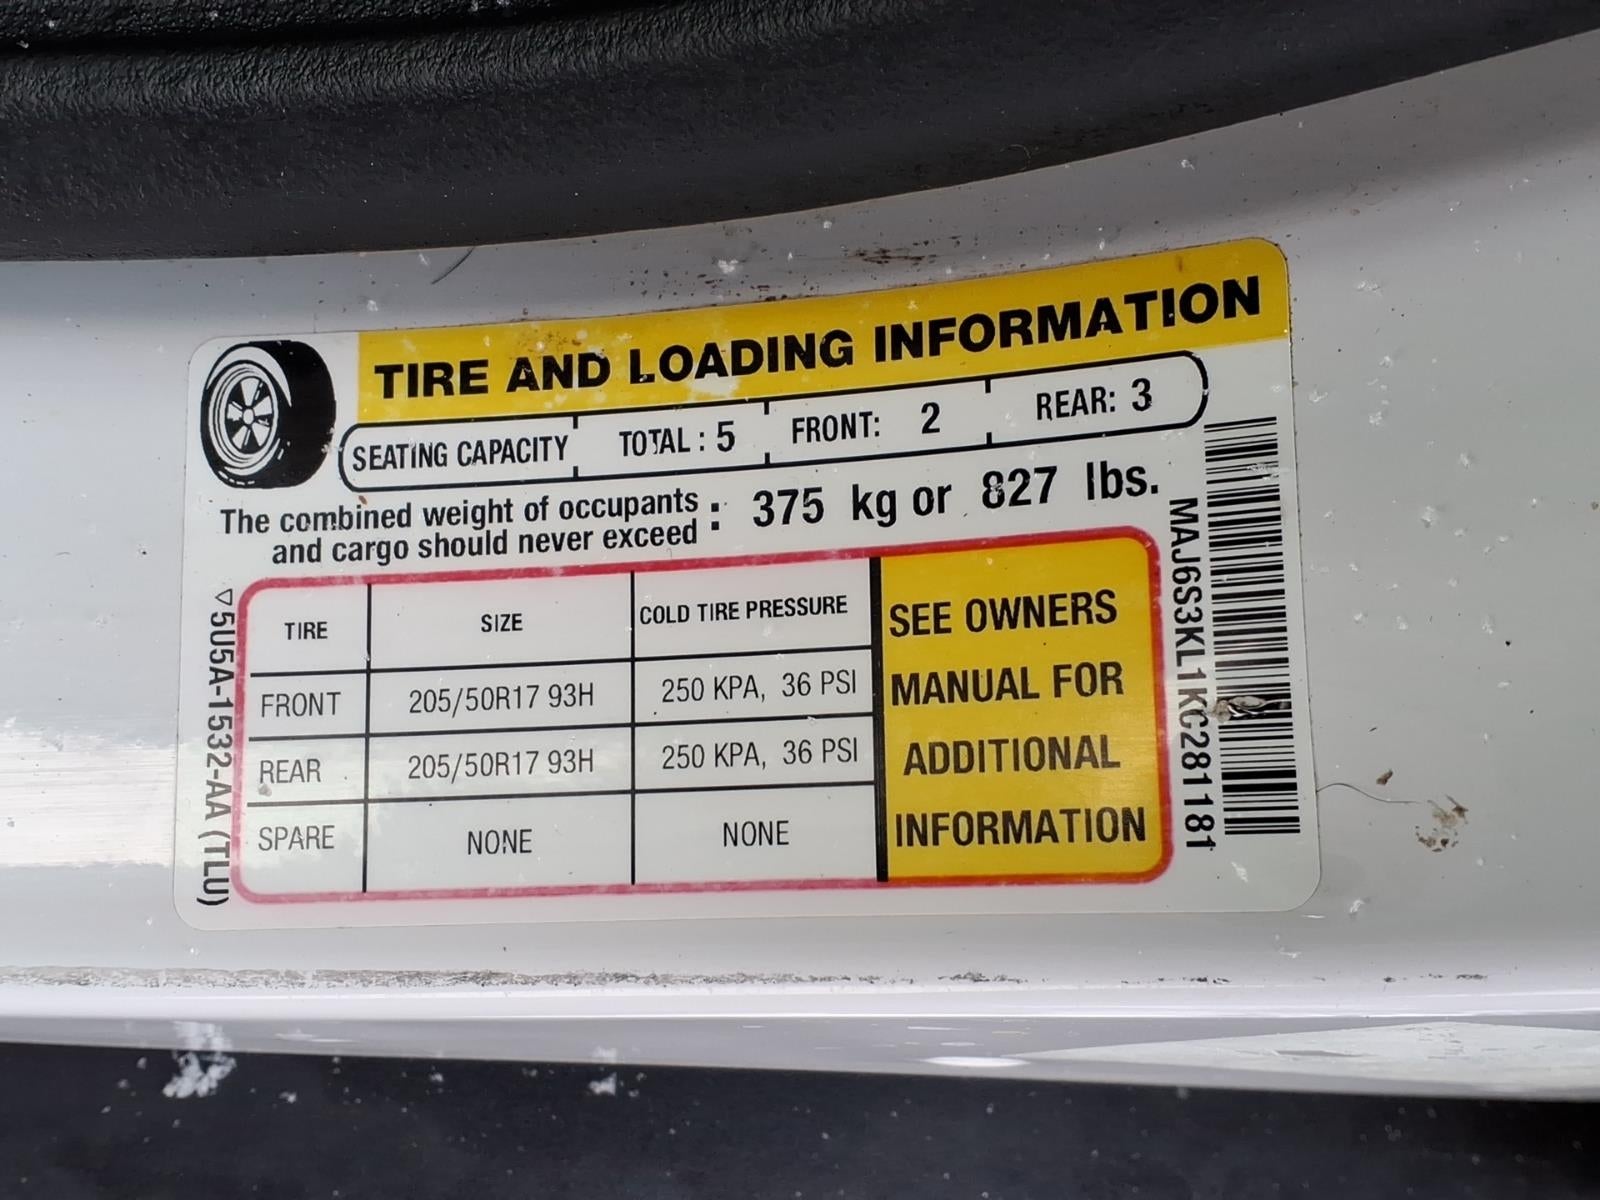 TIRE AND LOADING INFORMATION
SEATING CAPACITY TOTAL : 5 FRONT: 2 REAR: 3
The combined weight of occupants
and cargo should never exceed : 375 kg or 827 lbs.
TIRE SIZE COLD TIRE PRESSURE
FRONT 205/50R17 93H 250 KPA, 36 PSI
REAR 205/50R17 93H 250 KPA, 36 PSI
SPARE NONE NONE
SEE OWNERS
MANUAL FOR
ADDITIONAL
INFORMATION
5U5A-1532-AA (TLU)
MAJ6S3KL1KC281181